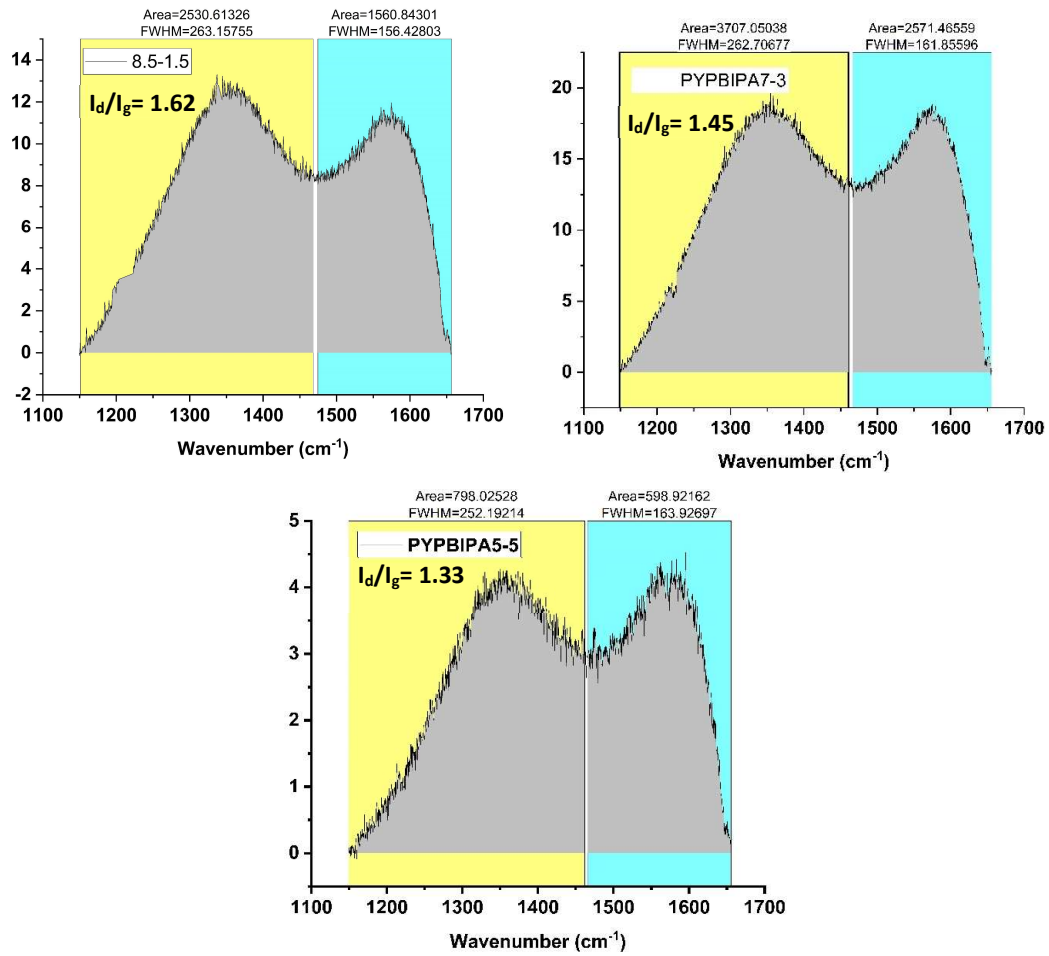 Area=2530.61326 Area=1560.84301
FWHM=263.15755 FWHM=156.42803
8.5-1.5
I_d/I_g= 1.62
14
12
10
8
6
4
2
0
-2
1100 1200 1300 1400 1500 1600 1700
Wavenumber (cm⁻¹)
Area=3707.05038 Area=2571.46559
FWHM=262.70677 FWHM=161.85596
PYPBIPA7-3
I_d/I_g= 1.45
20
15
10
5
0
1100 1200 1300 1400 1500 1600 1700
Wavenumber (cm⁻¹)
Area=798.02528 Area=598.92162
FWHM=252.19214 FWHM=163.92697
PYPBIPA5-5
I_d/I_g= 1.33
5
4
3
2
1
0
1100 1200 1300 1400 1500 1600 1700
Wavenumber (cm⁻¹)